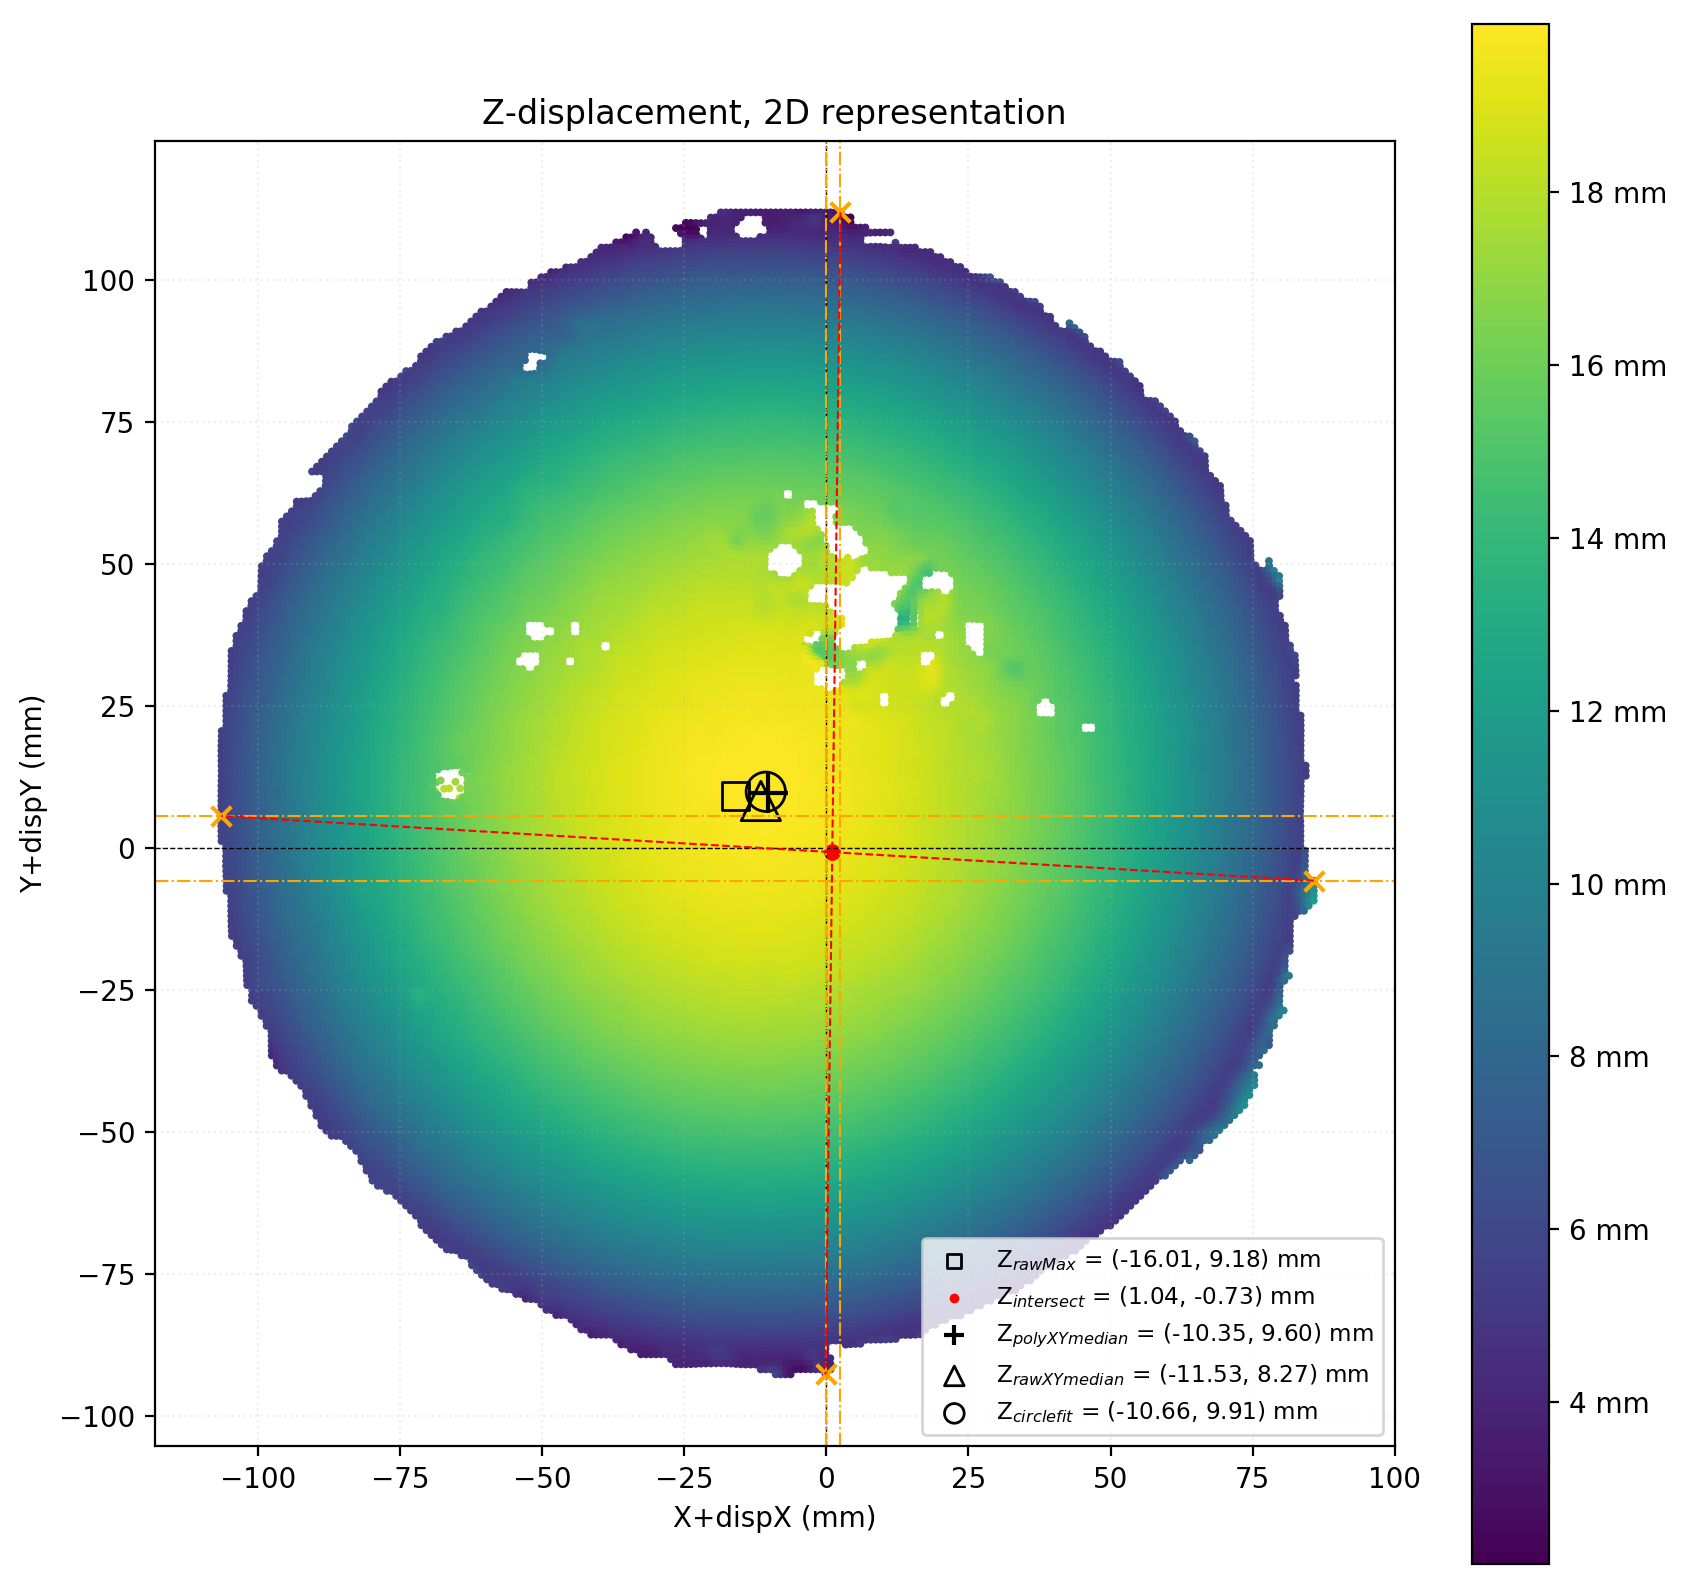 Z-displacement, 2D representation
18 mm
16 mm
14 mm
12 mm
10 mm
8 mm
6 mm
4 mm
Y+dispY (mm)
100
75
50
25
0
−25
−50
−75
−100
Z_rawMax = (-16.01, 9.18) mm
Z_intersect = (1.04, -0.73) mm
Z_polyXYmedian = (-10.35, 9.60) mm
Z_rawXYmedian = (-11.53, 8.27) mm
Z_circlefit = (-10.66, 9.91) mm
−100 −75 −50 −25 0 25 50 75 100
X+dispX (mm)